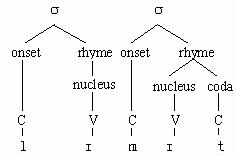 σ σ
onset rhyme onset rhyme
nucleus nucleus coda
C V C V C
l ɪ m ɪ t